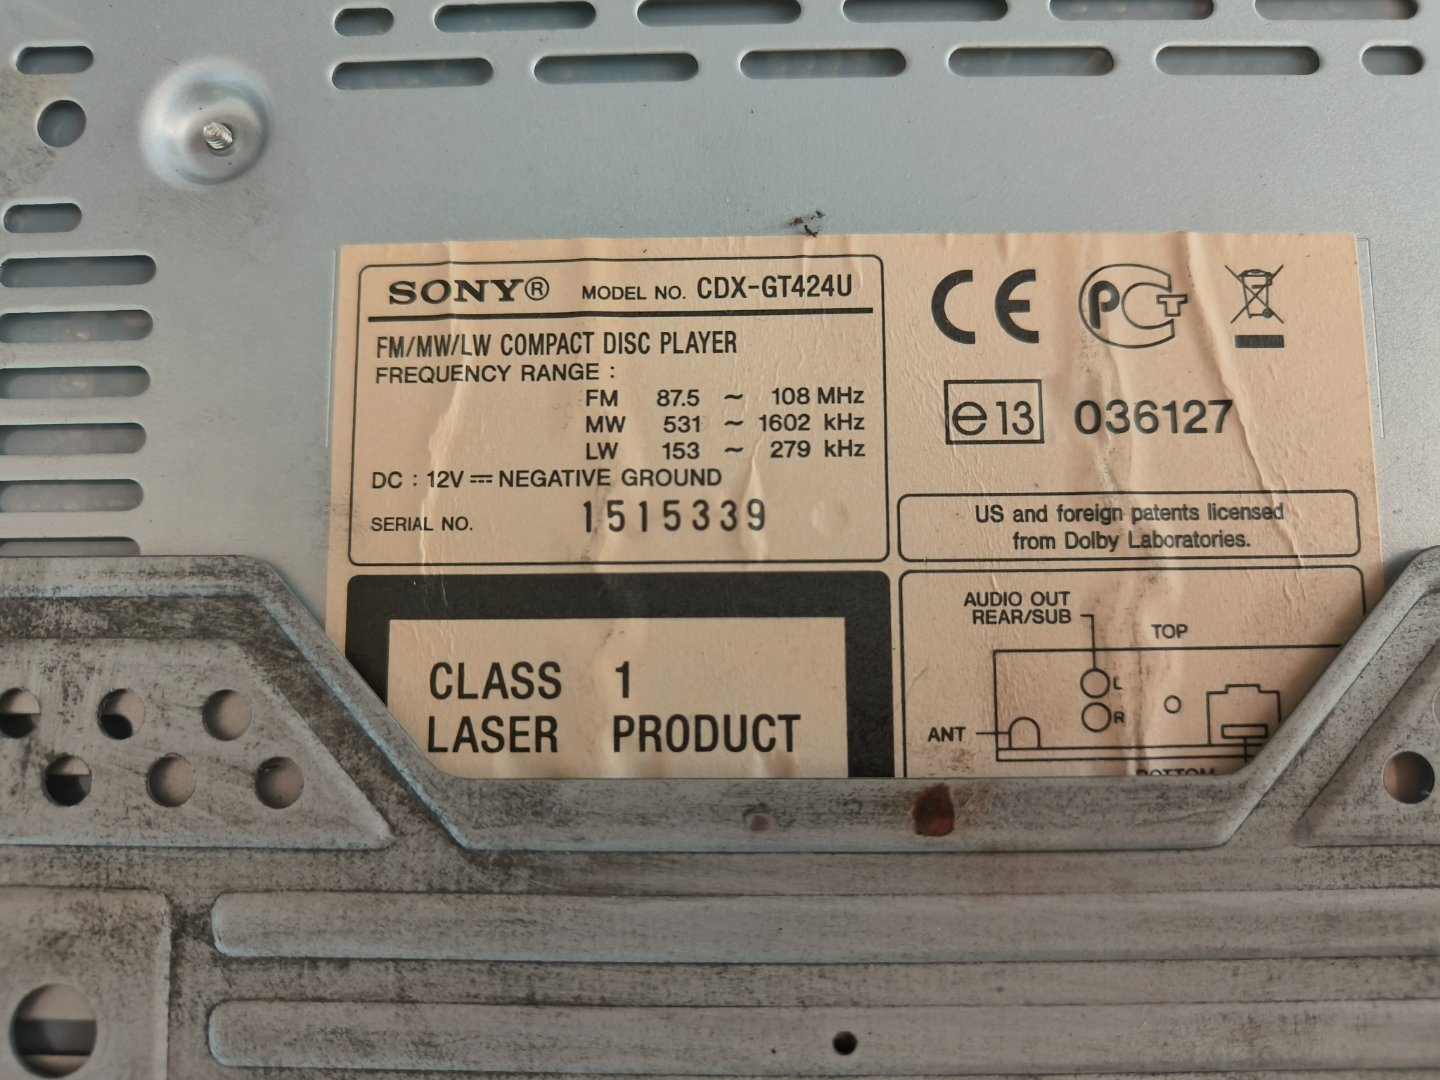 SONY® MODEL NO. CDX-GT424U
FM/MW/LW COMPACT DISC PLAYER
FREQUENCY RANGE :
FM 87.5 ~ 108 MHz
MW 531 ~ 1602 kHz
LW 153 ~ 279 kHz
DC : 12V ⎓ NEGATIVE GROUND
SERIAL NO. 1515339
CLASS 1
LASER PRODUCT
CE PCT
e13 036127
US and foreign patents licensed
from Dolby Laboratories.
AUDIO OUT
REAR/SUB
TOP
L
R
ANT
BOTTOM